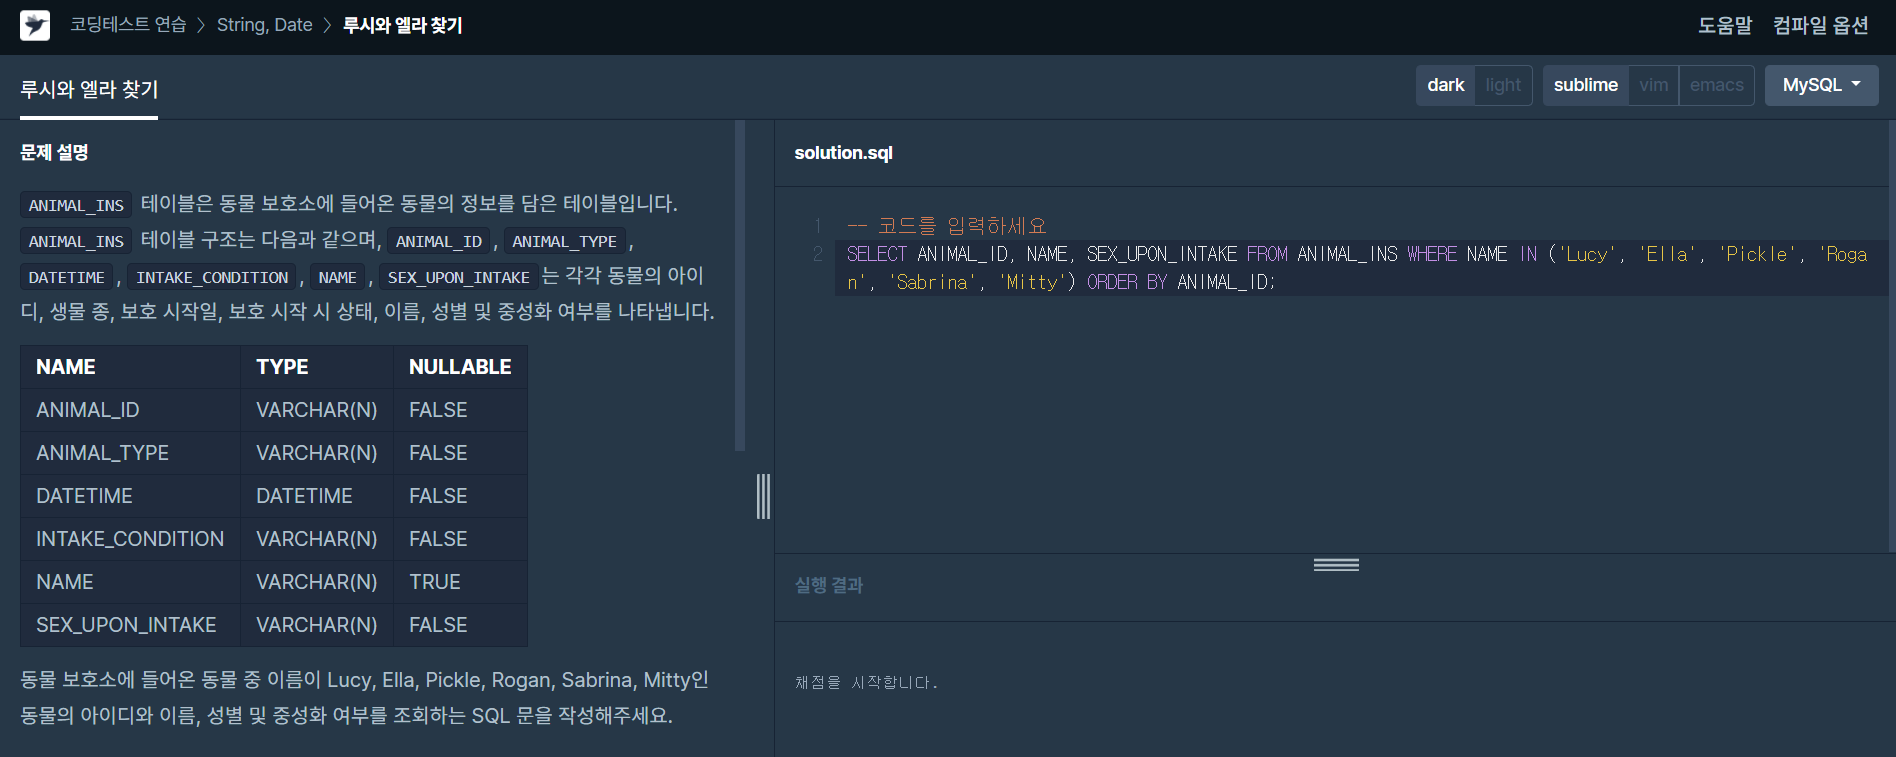 코딩테스트 연습 > String, Date > 루시와 엘라 찾기
도움말 컴파일 옵션
루시와 엘라 찾기
dark light sublime vim emacs MySQL
문제 설명
ANIMAL_INS 테이블은 동물 보호소에 들어온 동물의 정보를 담은 테이블입니다.
ANIMAL_INS 테이블 구조는 다음과 같으며, ANIMAL_ID , ANIMAL_TYPE ,
DATETIME , INTAKE_CONDITION , NAME , SEX_UPON_INTAKE 는 각각 동물의 아이
디, 생물 종, 보호 시작일, 보호 시작 시 상태, 이름, 성별 및 중성화 여부를 나타냅니다.
NAME TYPE NULLABLE
ANIMAL_ID VARCHAR(N) FALSE
ANIMAL_TYPE VARCHAR(N) FALSE
DATETIME DATETIME FALSE
INTAKE_CONDITION VARCHAR(N) FALSE
NAME VARCHAR(N) TRUE
SEX_UPON_INTAKE VARCHAR(N) FALSE
동물 보호소에 들어온 동물 중 이름이 Lucy, Ella, Pickle, Rogan, Sabrina, Mitty인
동물의 아이디와 이름, 성별 및 중성화 여부를 조회하는 SQL 문을 작성해주세요.
solution.sql
1 -- 코드를 입력하세요
2 SELECT ANIMAL_ID, NAME, SEX_UPON_INTAKE FROM ANIMAL_INS WHERE NAME IN ('Lucy', 'Ella', 'Pickle', 'Roga
n', 'Sabrina', 'Mitty') ORDER BY ANIMAL_ID;
실행 결과
채점을 시작합니다.